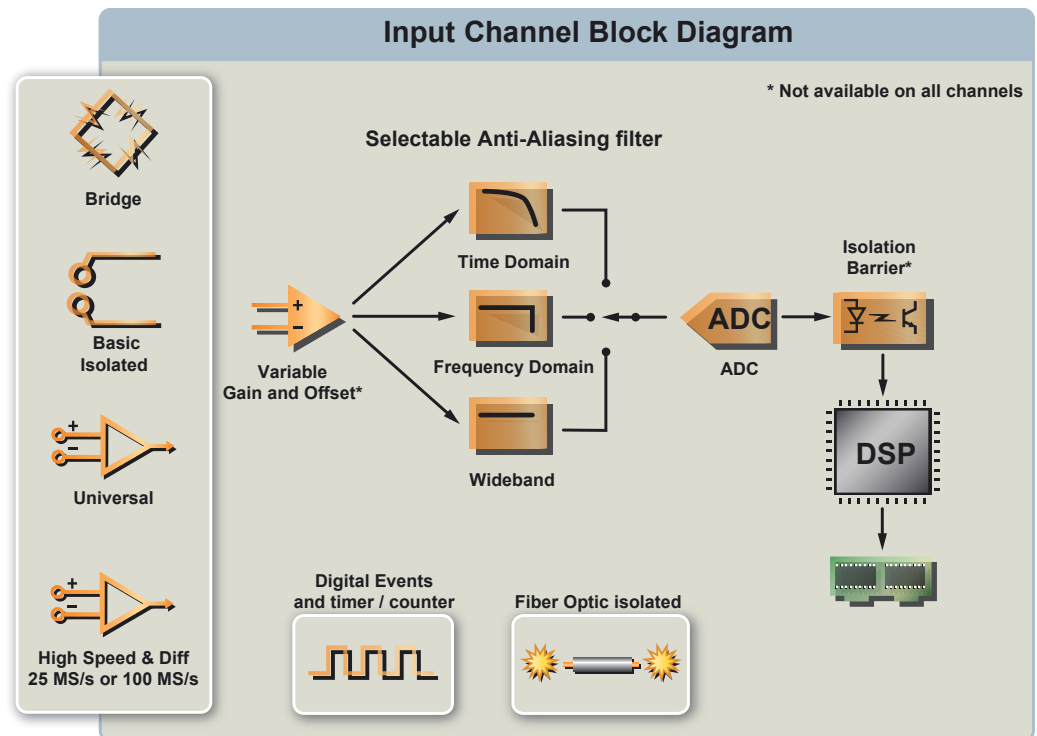 Input Channel Block Diagram
* Not available on all channels
Selectable Anti-Aliasing filter
Bridge
Basic
Isolated
Universal
+
−
High Speed & Diff
25 MS/s or 100 MS/s
+
−
Variable
Gain and Offset*
+
−
Time Domain
Frequency Domain
Wideband
ADC
ADC
Isolation
Barrier*
DSP
Digital Events
and timer / counter
Fiber Optic isolated